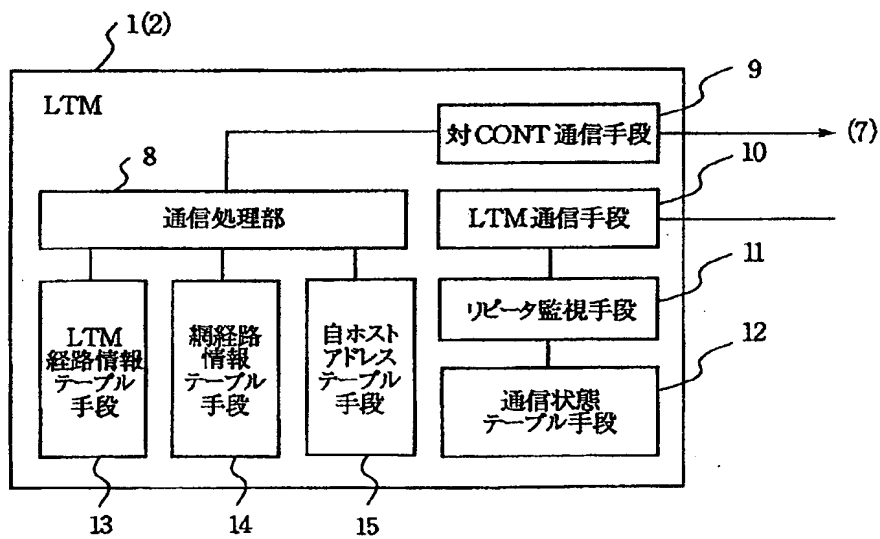 1(2)
LTM
9
対CONT通信手段
(7)
8
10
通信処理部
LTM通信手段
11
リピータ監視手段
LTM
経路情報
テーブル
手段
網経路
情報
テーブル
手段
自ホスト
アドレス
テーブル
手段
12
通信状態
テーブル手段
13
14
15